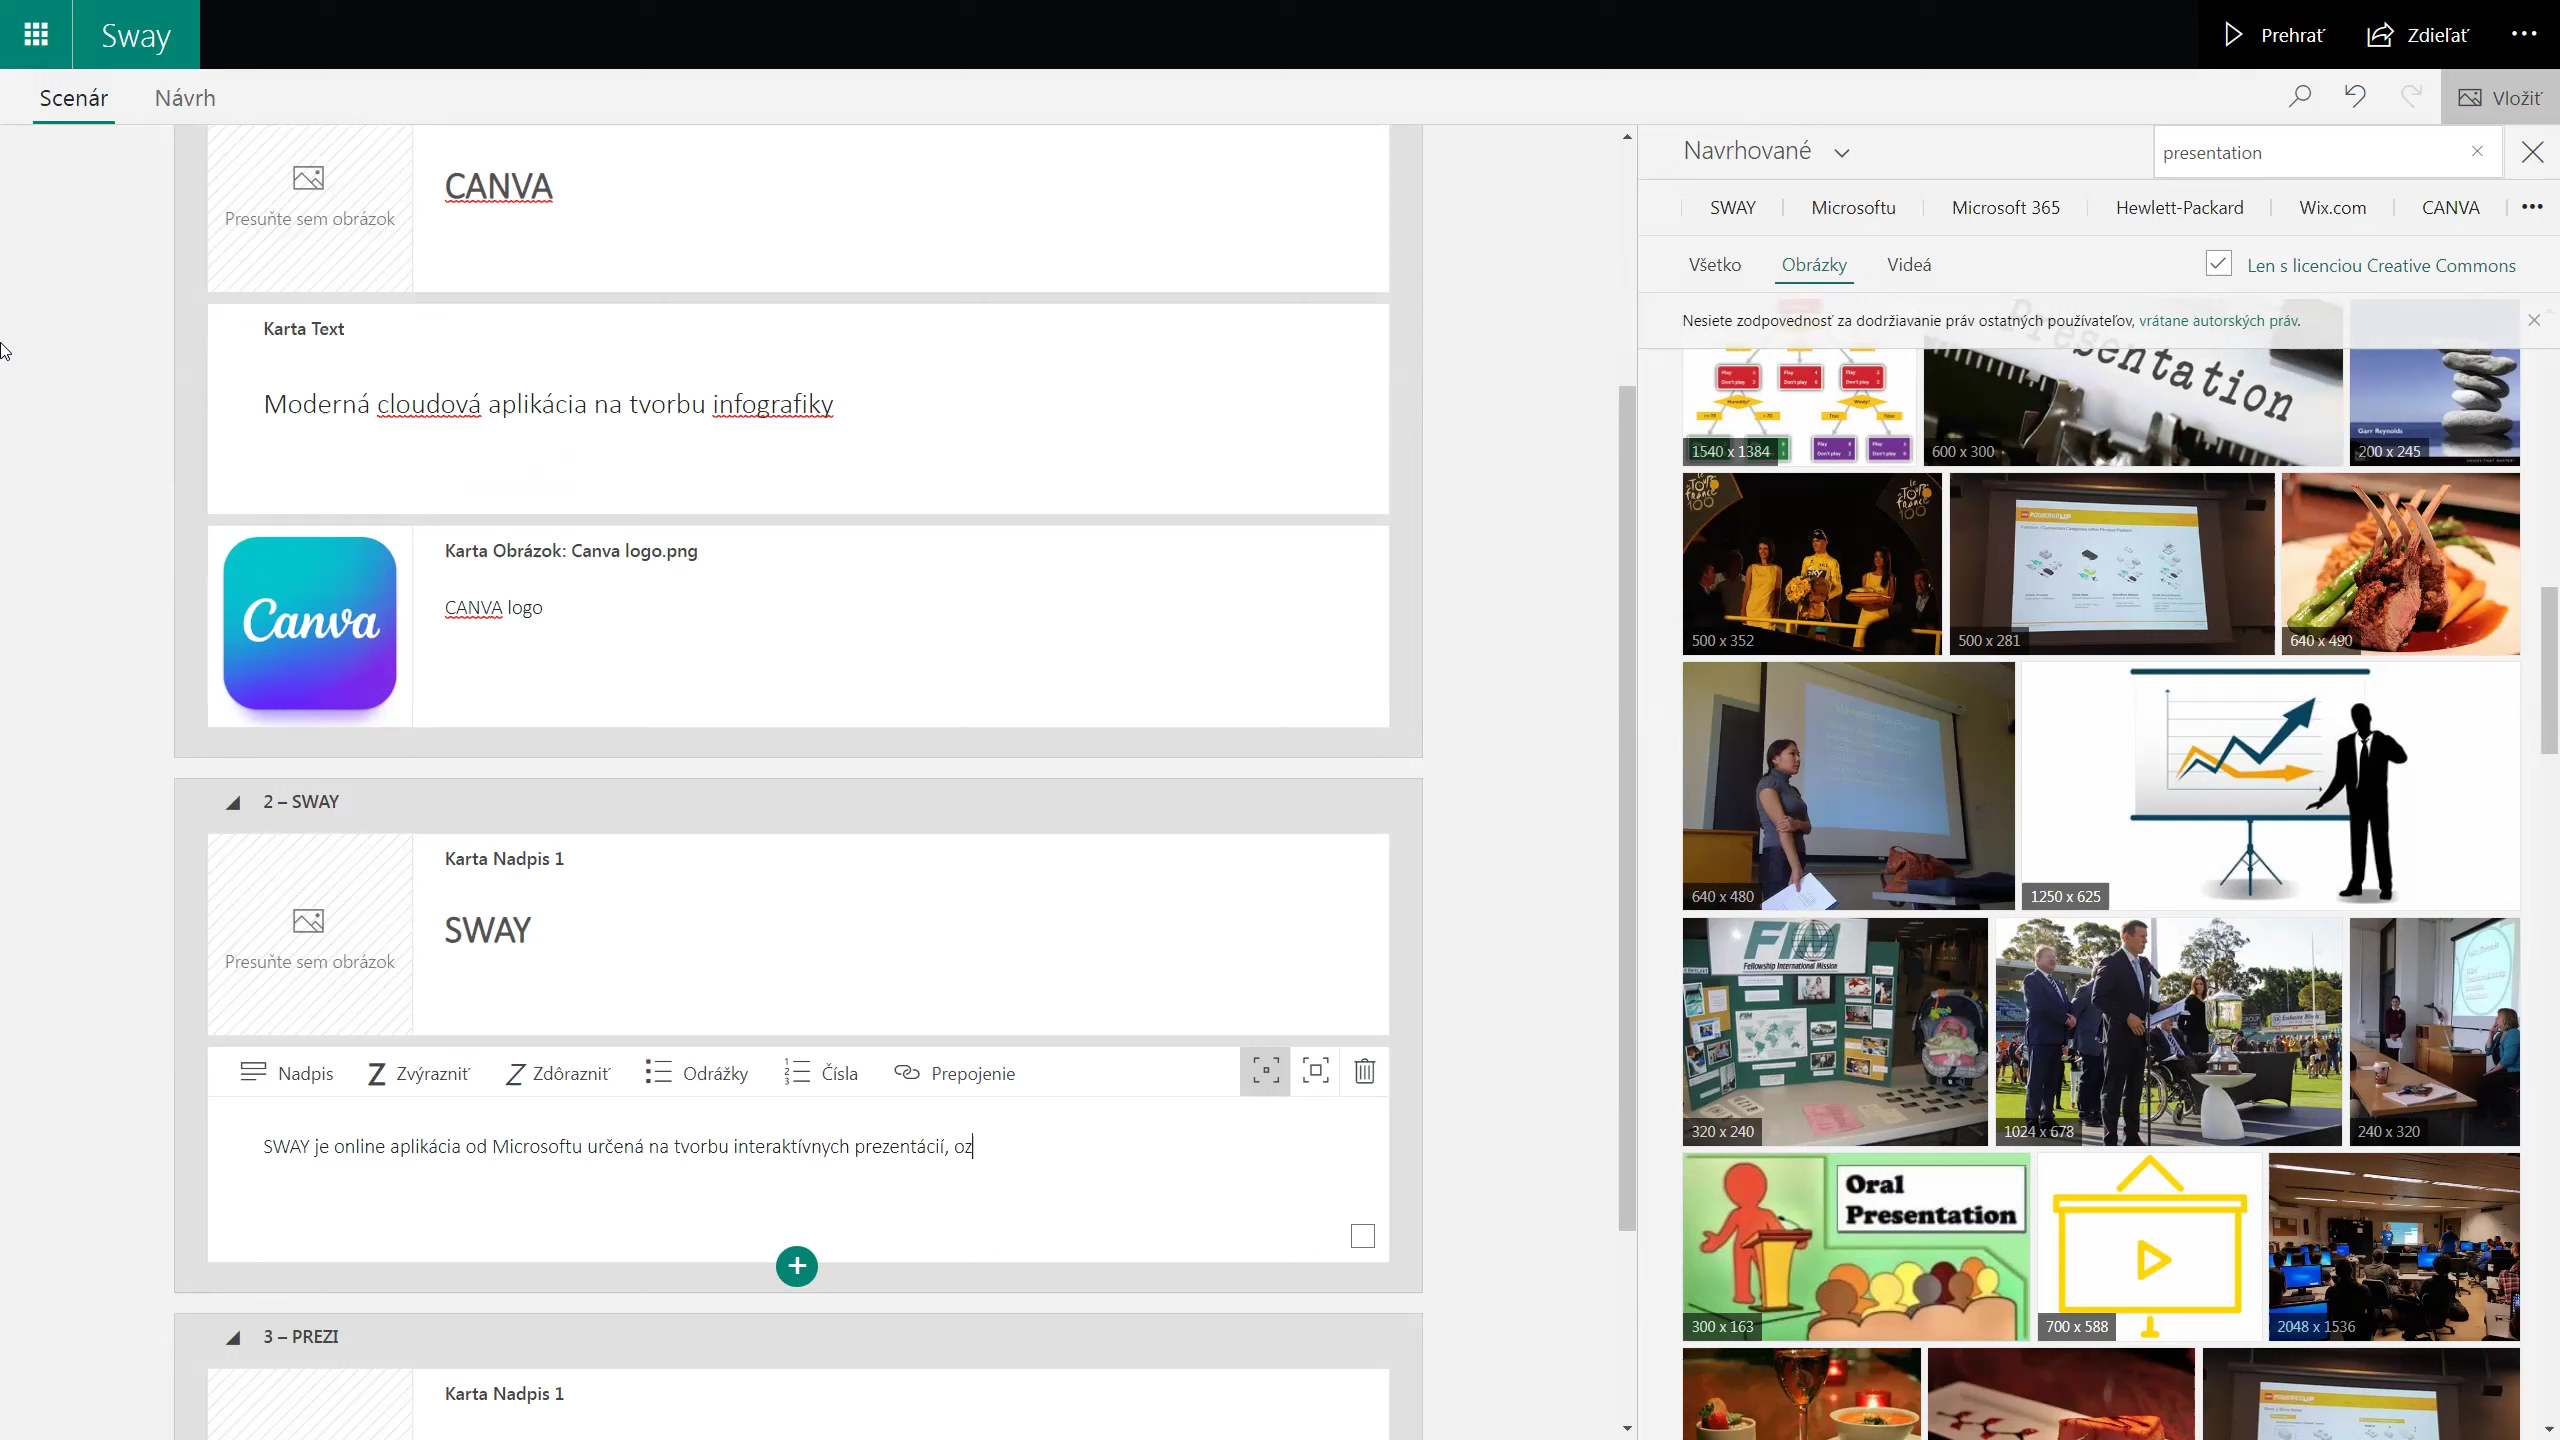 Sway
Prehrať
Zdieľať
Scenár
Návrh
Vložiť
Presuňte sem obrázok
CANVA
Karta Text
Moderná cloudová aplikácia na tvorbu infografiky
Canva
Karta Obrázok: Canva logo.png
CANVA logo
2 – SWAY
Karta Nadpis 1
Presuňte sem obrázok
SWAY
Nadpis
Z Zvýrazniť
Z Zdôrazniť
Odrážky
Čísla
Prepojenie
SWAY je online aplikácia od Microsoftu určená na tvorbu interaktívnych prezentácií, oz
3 – PREZI
Karta Nadpis 1
Navrhované
presentation
SWAY
Microsoftu
Microsoft 365
Hewlett-Packard
Wix.com
CANVA
Všetko
Obrázky
Videá
Len s licenciou Creative Commons
Nesiete zodpovednosť za dodržiavanie práv ostatných používateľov, vrátane autorských práv.
Presentation
Garr Reynolds
1540 x 1384
600 x 300
200 x 245
500 x 352
500 x 281
640 x 490
640 x 480
1250 x 625
Fellowship International Mission
320 x 240
1024 x 678
240 x 320
Oral
Presentation
300 x 163
700 x 588
2048 x 1536